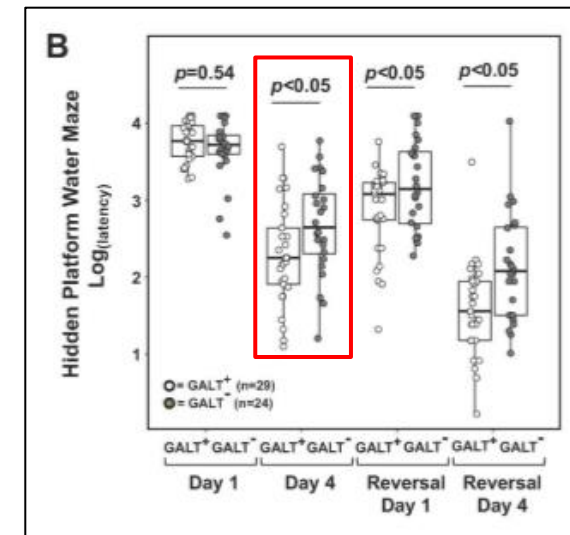 B
p=0.54
p<0.05
p<0.05
p<0.05
Hidden Platform Water Maze
Log(latency)
4
3
2
1
O= GALT+ (n=29)
●= GALT- (n=24)
GALT+ GALT- GALT+ GALT- GALT+ GALT- GALT+ GALT-
Day 1
Day 4
Reversal
Day 1
Reversal
Day 4